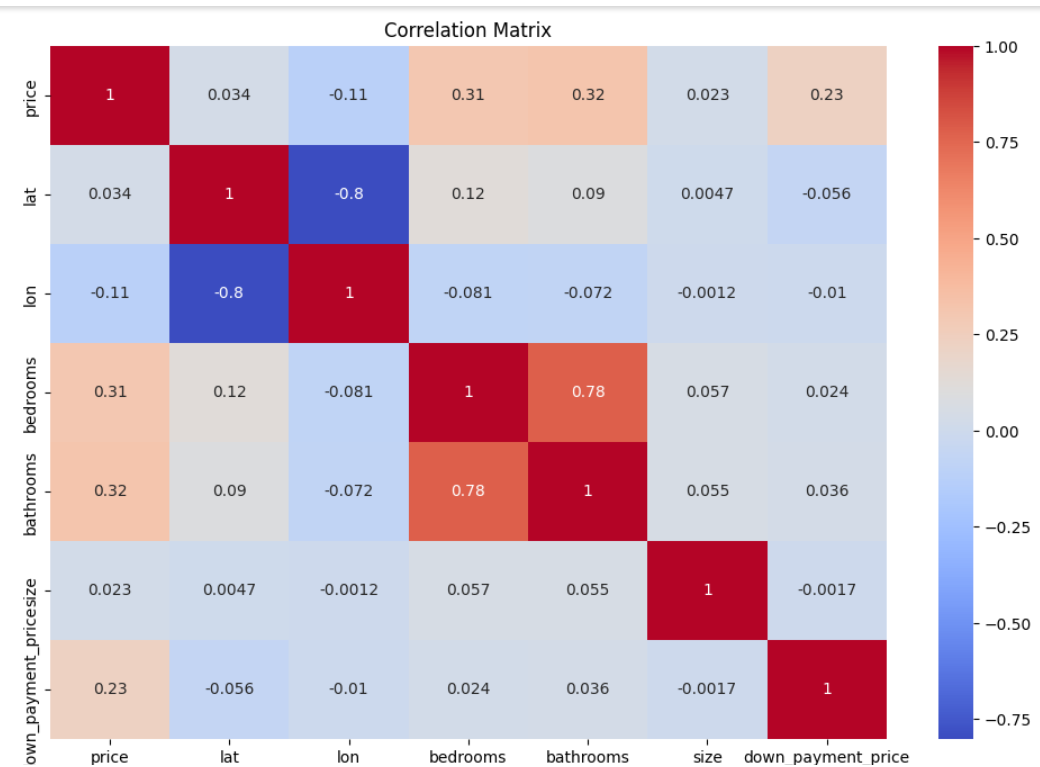 Correlation Matrix
price 1 0.034 -0.11 0.31 0.32 0.023 0.23
lat 0.034 1 -0.8 0.12 0.09 0.0047 -0.056
lon -0.11 -0.8 1 -0.081 -0.072 -0.0012 -0.01
bedrooms 0.31 0.12 -0.081 1 0.78 0.057 0.024
bathrooms 0.32 0.09 -0.072 0.78 1 0.055 0.036
size 0.023 0.0047 -0.0012 0.057 0.055 1 -0.0017
own_payment_price 0.23 -0.056 -0.01 0.024 0.036 -0.0017 1
price lat lon bedrooms bathrooms size down_payment_price
1.00
0.75
0.50
0.25
0.00
−0.25
−0.50
−0.75